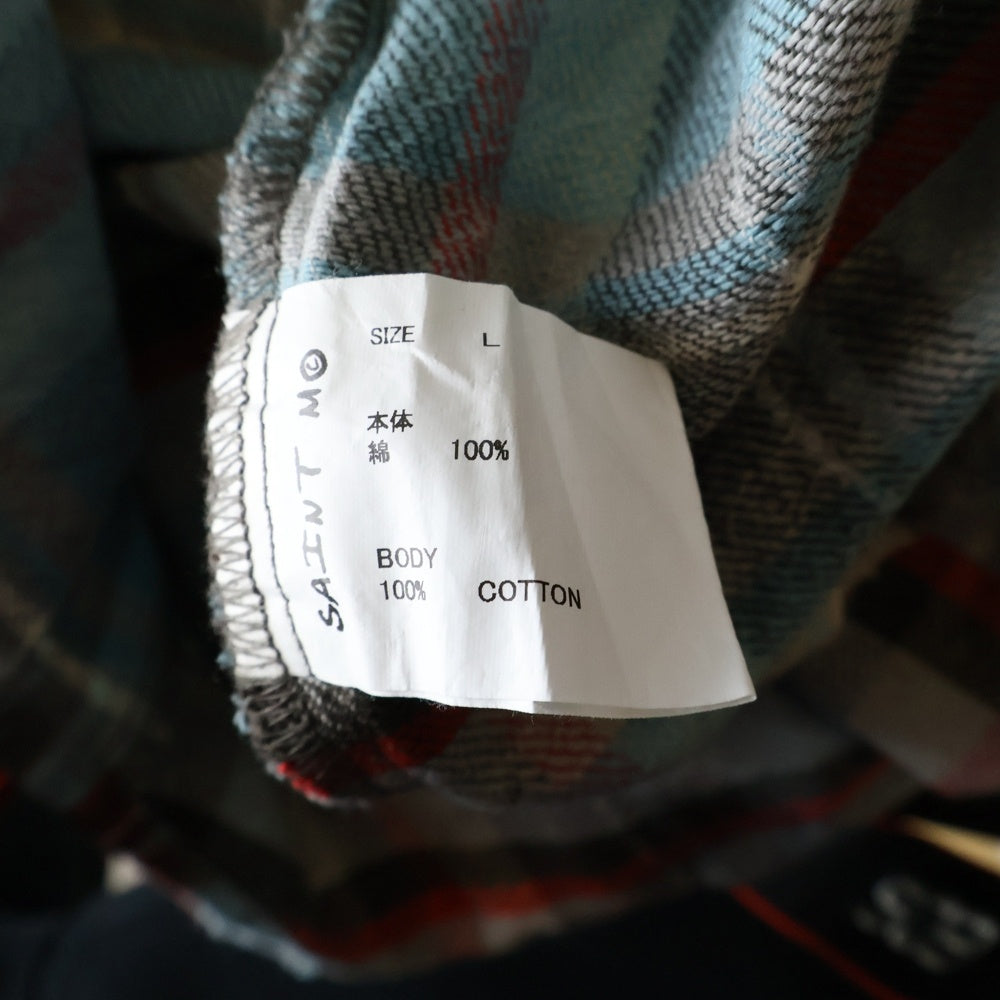 SAINT M©
SIZE L
本体
綿 100%
BODY
100% COTTON